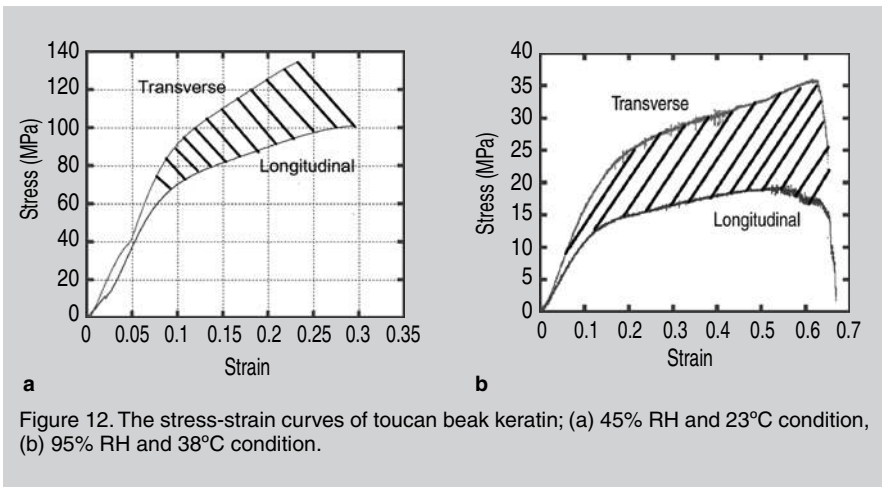 140
120
100
80
60
40
20
0
Stress (MPa)
Transverse
Longitudinal
0 0.05 0.1 0.15 0.2 0.25 0.3 0.35
Strain
a
40
35
30
25
20
15
10
5
0
Stress (MPa)
Transverse
Longitudinal
0 0.1 0.2 0.3 0.4 0.5 0.6 0.7
Strain
b
Figure 12. The stress-strain curves of toucan beak keratin; (a) 45% RH and 23ºC condition,
(b) 95% RH and 38ºC condition.